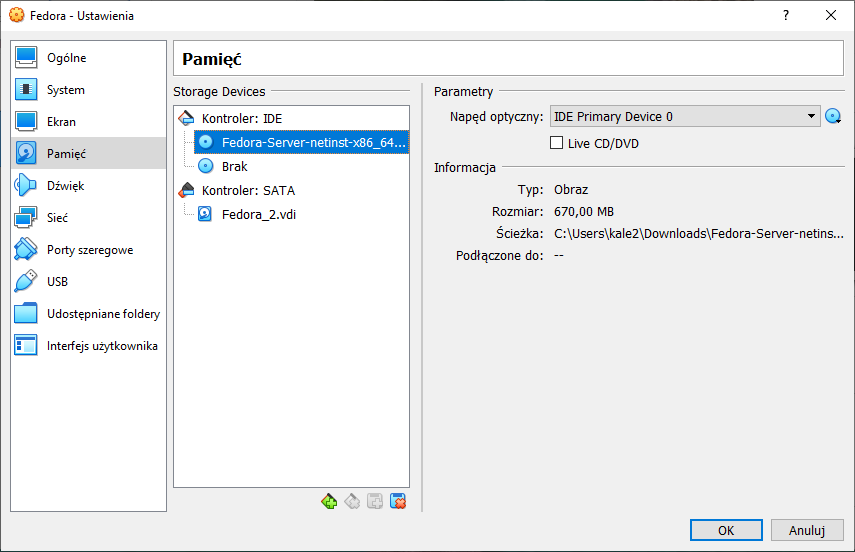 Fedora - Ustawienia
?
Ogólne
System
Ekran
Pamięć
Dźwięk
Sieć
Porty szeregowe
USB
Udostępniane foldery
Interfejs użytkownika
Pamięć
Storage Devices
Kontroler: IDE
Fedora-Server-netinst-x86_64...
Brak
Kontroler: SATA
Fedora_2.vdi
Parametry
Napęd optyczny: IDE Primary Device 0
Live CD/DVD
Informacja
Typ: Obraz
Rozmiar: 670,00 MB
Ścieżka: C:\Users\kale2\Downloads\Fedora-Server-netins...
Podłączone do: --
OK Anuluj